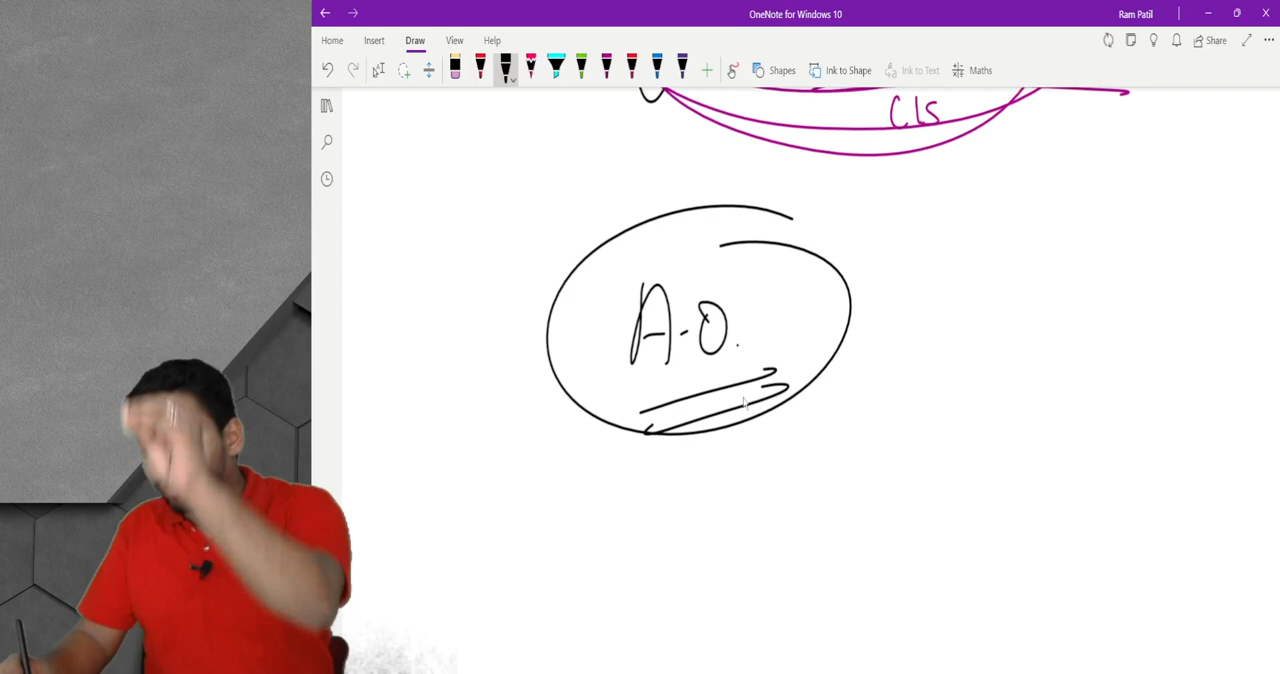 OneNote for Windows 10
Ram Patil
Home Insert Draw View Help
Share
Shapes Ink to Shape Ink to Text Maths
CLS
A-O.